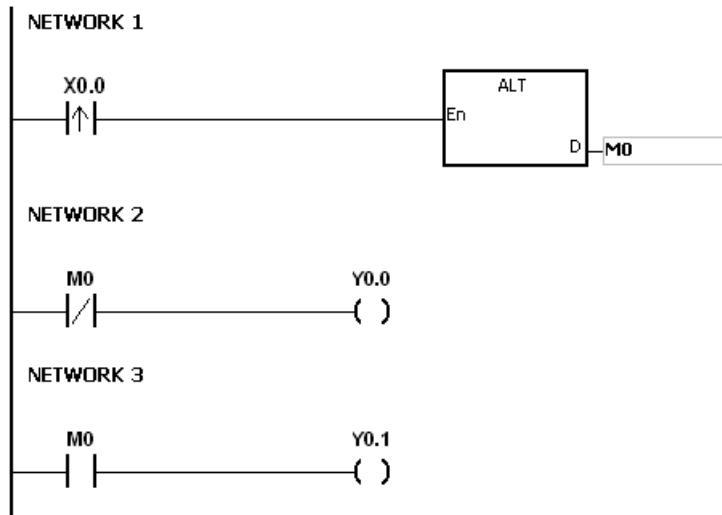 NETWORK 1
X0.0
ALT
En
D
M0
NETWORK 2
M0
Y0.0
NETWORK 3
M0
Y0.1